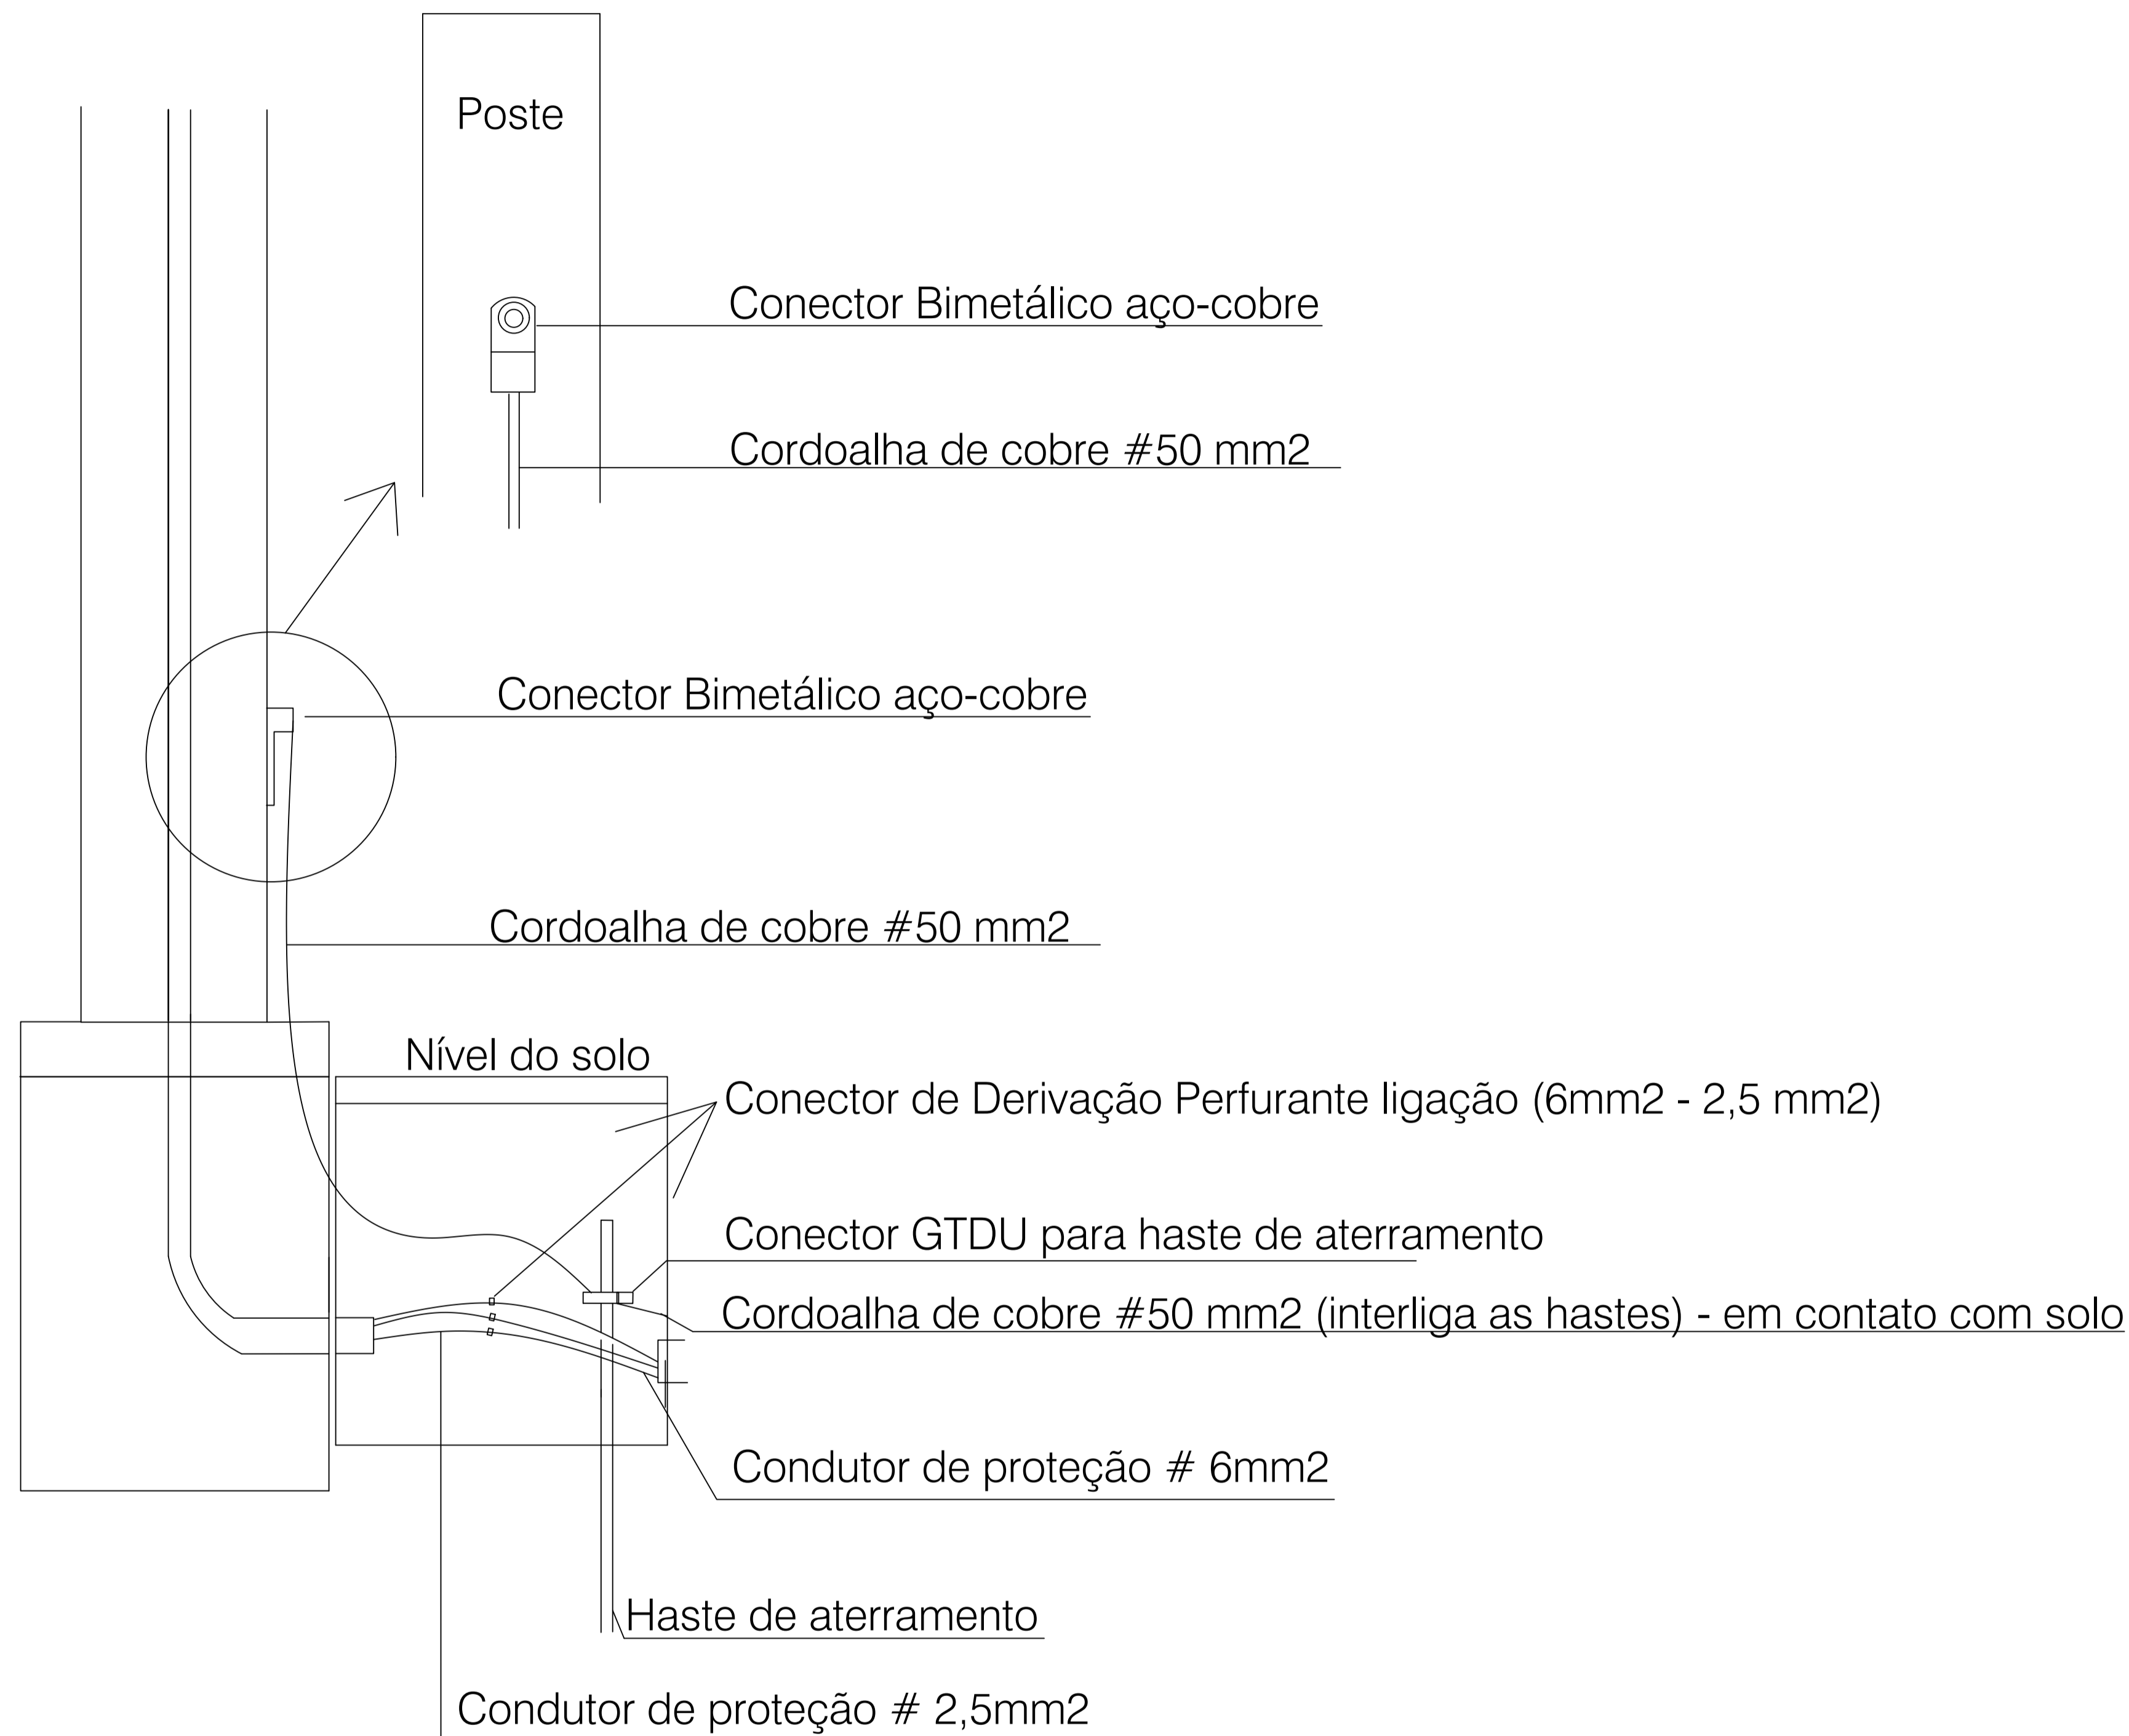 Poste
Conector Bimetálico aço-cobre
Cordoalha de cobre #50 mm2
Conector Bimetálico aço-cobre
Cordoalha de cobre #50 mm2
Nível do solo
Conector de Derivação Perfurante ligação (6mm2 - 2,5 mm2)
Conector GTDU para haste de aterramento
Cordoalha de cobre #50 mm2 (interliga as hastes) - em contato com solo
Condutor de proteção # 6mm2
Haste de aterramento
Condutor de proteção # 2,5mm2